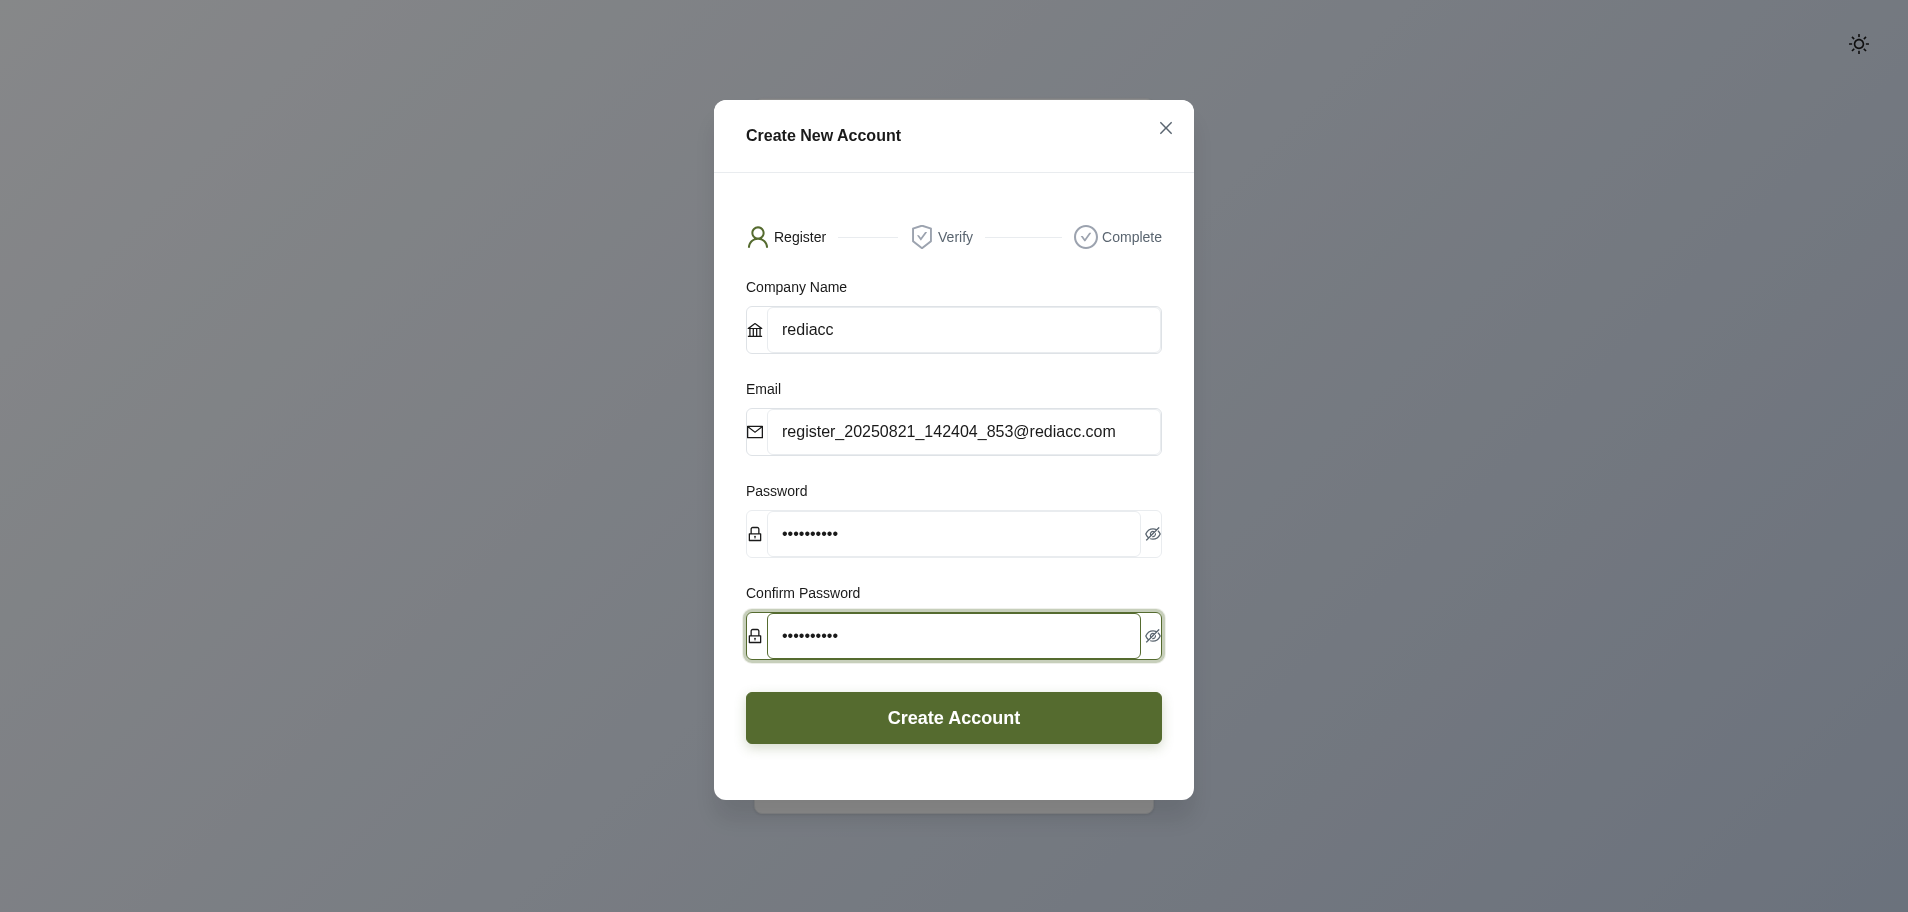 Create New Account
Register
Verify
Complete
Company Name
rediacc
Email
register_20250821_142404_853@rediacc.com
Password
••••••••••
Confirm Password
••••••••••
Create Account